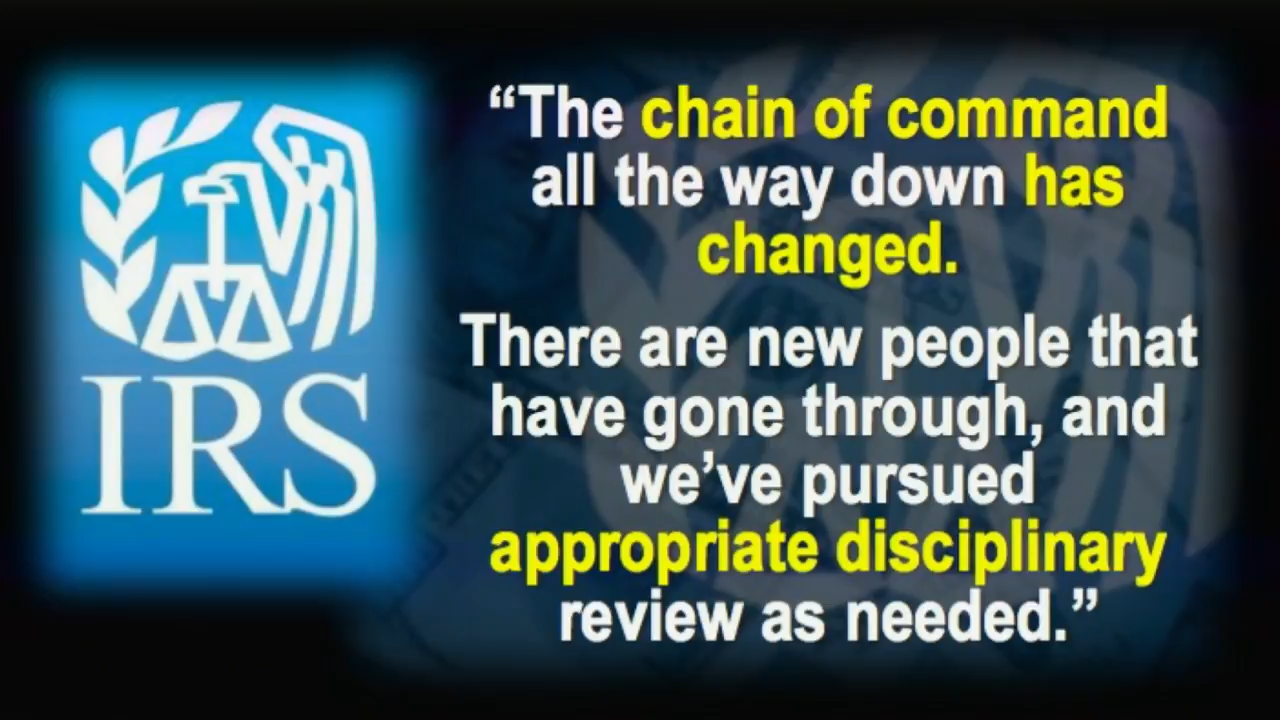 IRS
“The chain of command
all the way down has
changed.
There are new people that
have gone through, and
we’ve pursued
appropriate disciplinary
review as needed.”